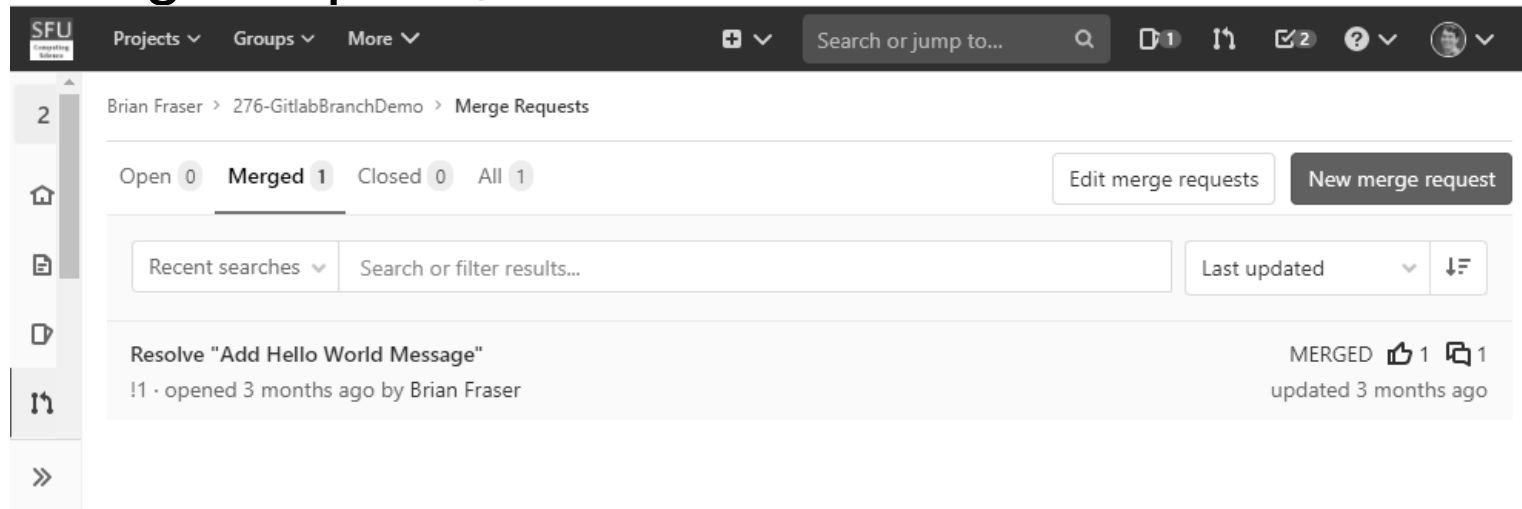 SFU
Computing
Science
Projects Groups More Search or jump to... 1 2
2
Brian Fraser > 276-GitlabBranchDemo > Merge Requests
Open 0 Merged 1 Closed 0 All 1 Edit merge requests New merge request
Recent searches Search or filter results... Last updated
Resolve "Add Hello World Message" MERGED 1 1
!1 · opened 3 months ago by Brian Fraser updated 3 months ago